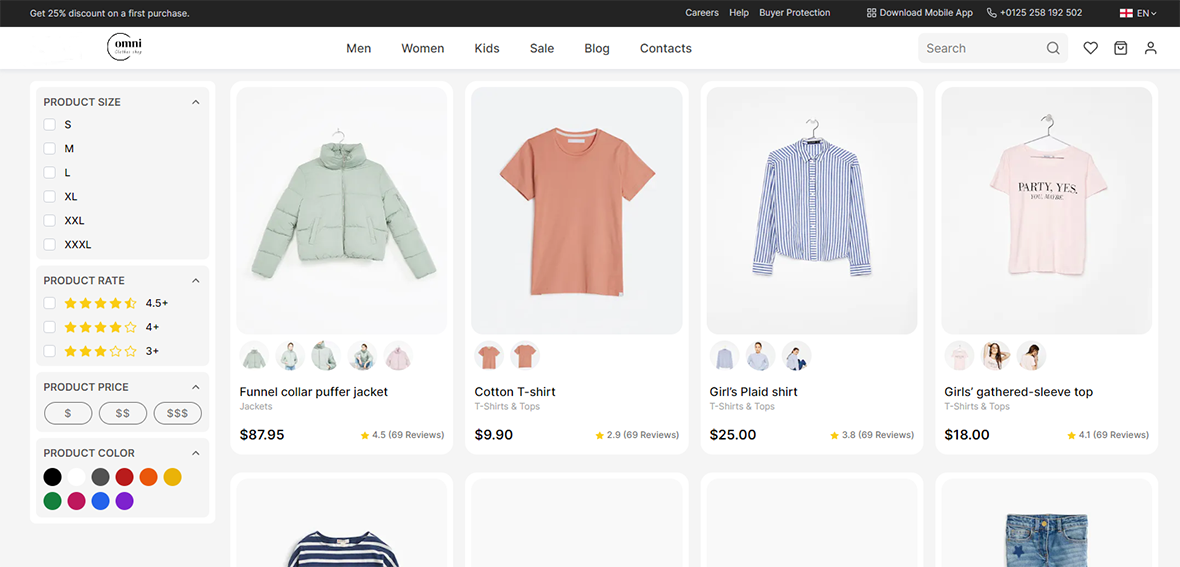 Get 25% discount on a first purchase.
Careers Help Buyer Protection Download Mobile App +0125 258 192 502 EN
omni
Clothes shop
Men Women Kids Sale Blog Contacts
Search
PRODUCT SIZE
S
M
L
XL
XXL
XXXL
PRODUCT RATE
4.5+
4+
3+
PRODUCT PRICE
$ $$ $$$
PRODUCT COLOR
Funnel collar puffer jacket
Jackets
$87.95 4.5 (69 Reviews)
Cotton T-shirt
T-Shirts & Tops
$9.90 2.9 (69 Reviews)
Girl's Plaid shirt
T-Shirts & Tops
$25.00 3.8 (69 Reviews)
PARTY, YES.
YOU, MAYBE.
Girls' gathered-sleeve top
T-Shirts & Tops
$18.00 4.1 (69 Reviews)